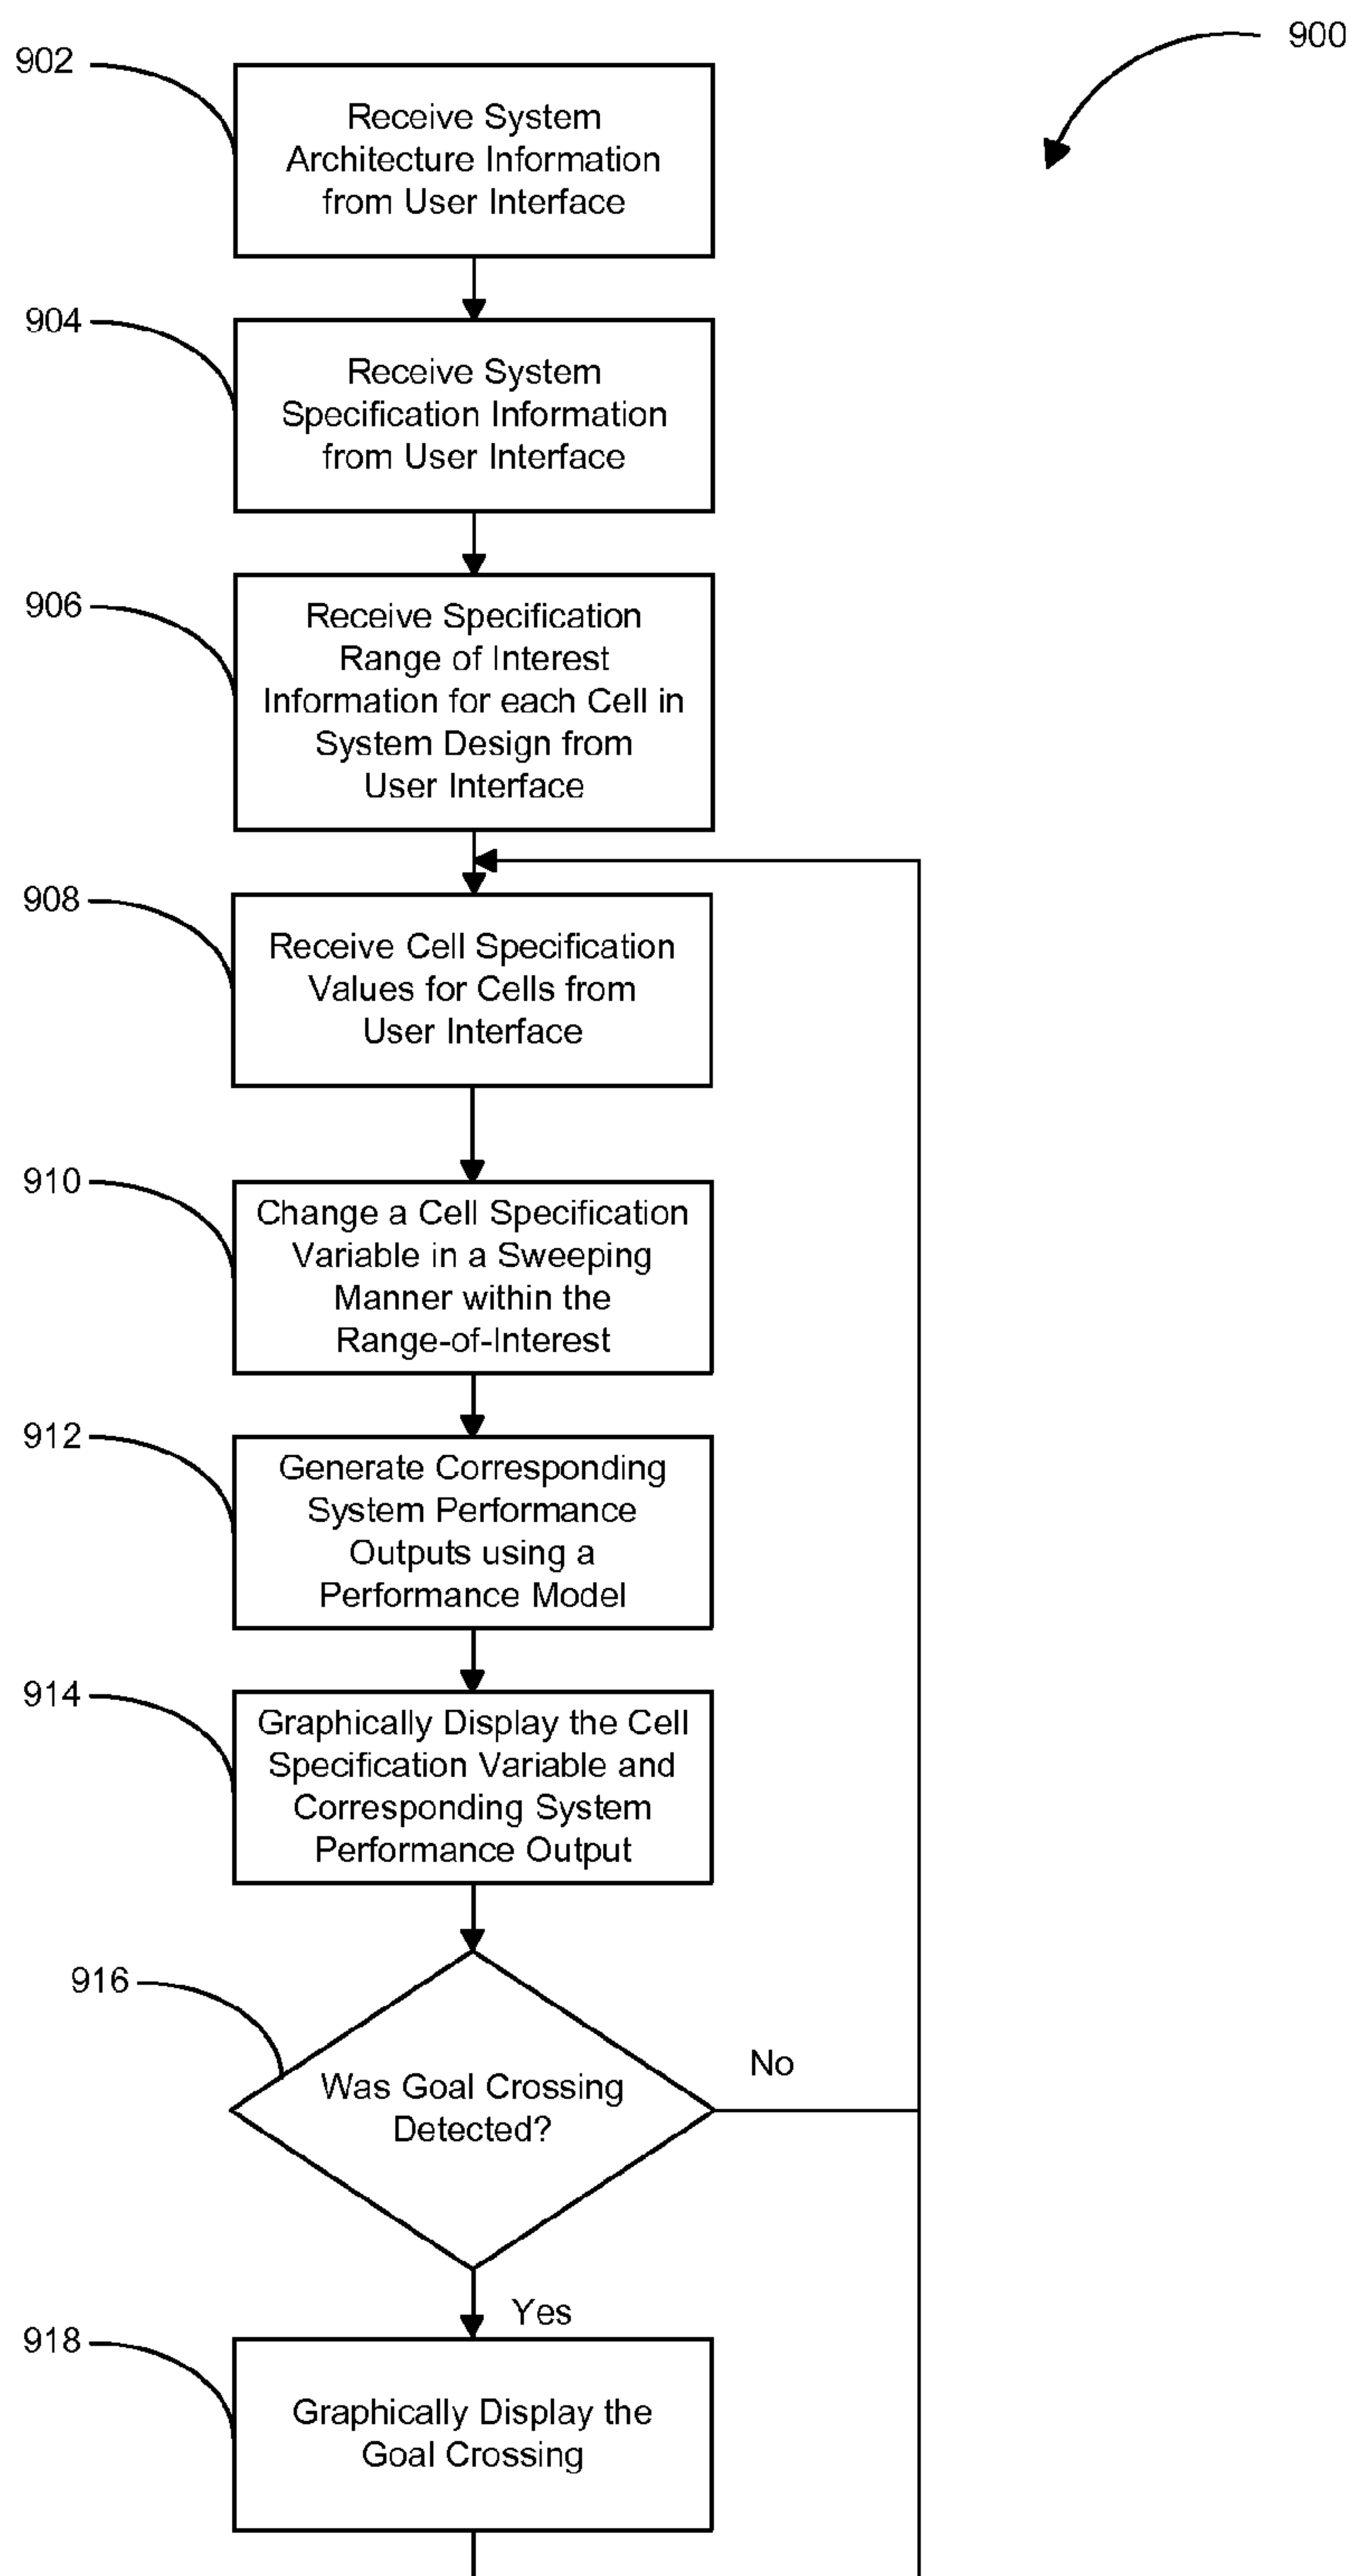 900
902
Receive System
Architecture Information
from User Interface
904
Receive System
Specification Information
from User Interface
906
Receive Specification
Range of Interest
Information for each Cell in
System Design from
User Interface
908
Receive Cell Specification
Values for Cells from
User Interface
910
Change a Cell Specification
Variable in a Sweeping
Manner within the
Range-of-Interest
912
Generate Corresponding
System Performance
Outputs using a
Performance Model
914
Graphically Display the Cell
Specification Variable and
Corresponding System
Performance Output
916
Was Goal Crossing
Detected?
No
Yes
918
Graphically Display the
Goal Crossing